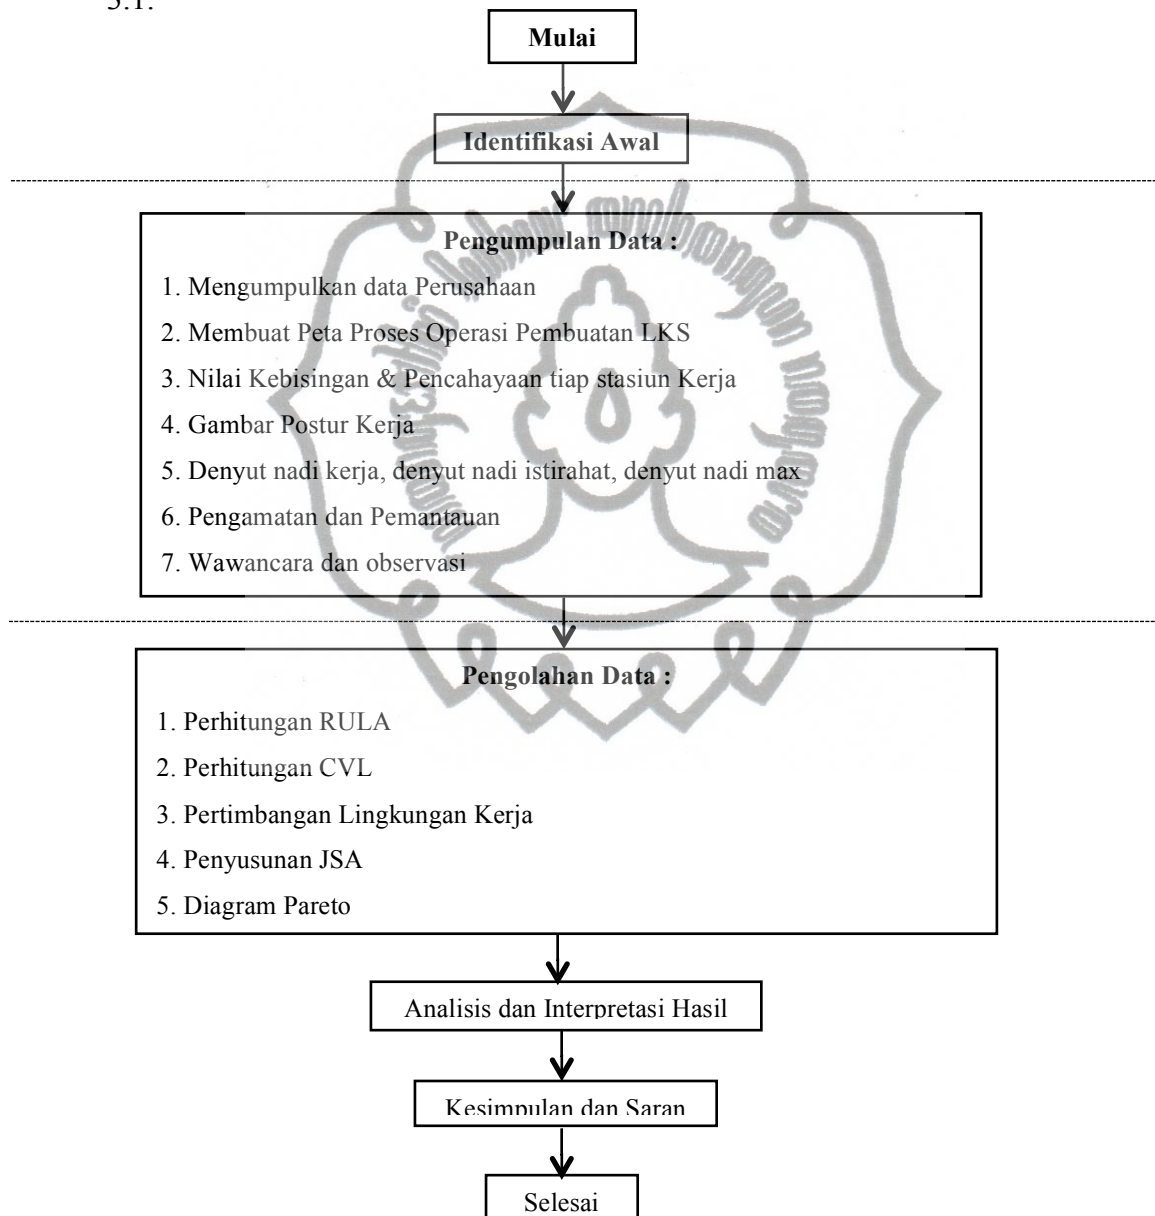 3.1.
Mulai
Identifikasi Awal
Pengumpulan Data :
1. Mengumpulkan data Perusahaan
2. Membuat Peta Proses Operasi Pembuatan LKS
3. Nilai Kebisingan & Pencahayaan tiap stasiun Kerja
4. Gambar Postur Kerja
5. Denyut nadi kerja, denyut nadi istirahat, denyut nadi max
6. Pengamatan dan Pemantauan
7. Wawancara dan observasi
Pengolahan Data :
1. Perhitungan RULA
2. Perhitungan CVL
3. Pertimbangan Lingkungan Kerja
4. Penyusunan JSA
5. Diagram Pareto
Analisis dan Interpretasi Hasil
Kesimpulan dan Saran
Selesai